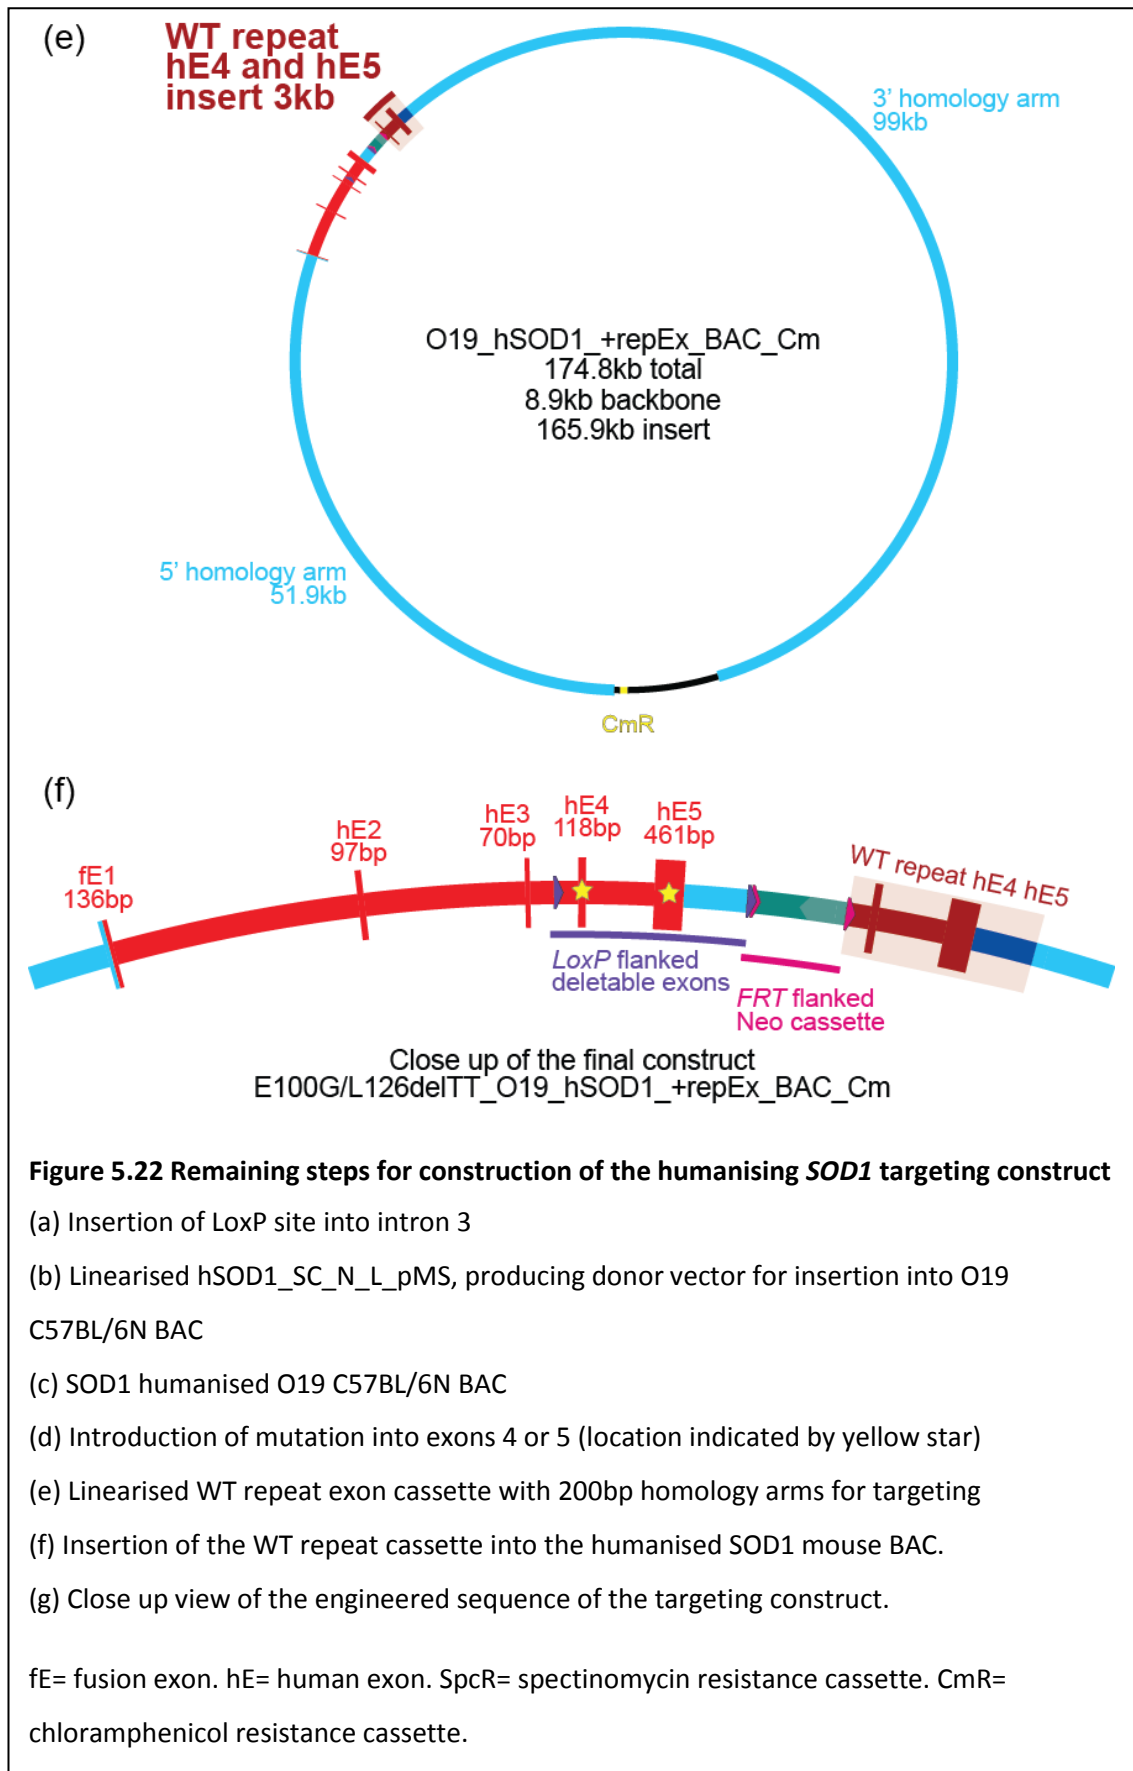 (e)
WT repeat
hE4 and hE5
insert 3kb
3' homology arm
99kb
O19_hSOD1_+repEx_BAC_Cm
174.8kb total
8.9kb backbone
165.9kb insert
5' homology arm
51.9kb
CmR
(f)
fE1
136bp
hE2
97bp
hE3
70bp
hE4
118bp
hE5
461bp
WT repeat hE4 hE5
LoxP flanked
deletable exons
FRT flanked
Neo cassette
Close up of the final construct
E100G/L126delTT_O19_hSOD1_+repEx_BAC_Cm
Figure 5.22 Remaining steps for construction of the humanising SOD1 targeting construct
(a) Insertion of LoxP site into intron 3
(b) Linearised hSOD1_SC_N_L_pMS, producing donor vector for insertion into O19
C57BL/6N BAC
(c) SOD1 humanised O19 C57BL/6N BAC
(d) Introduction of mutation into exons 4 or 5 (location indicated by yellow star)
(e) Linearised WT repeat exon cassette with 200bp homology arms for targeting
(f) Insertion of the WT repeat cassette into the humanised SOD1 mouse BAC.
(g) Close up view of the engineered sequence of the targeting construct.
fE= fusion exon. hE= human exon. SpcR= spectinomycin resistance cassette. CmR=
chloramphenicol resistance cassette.